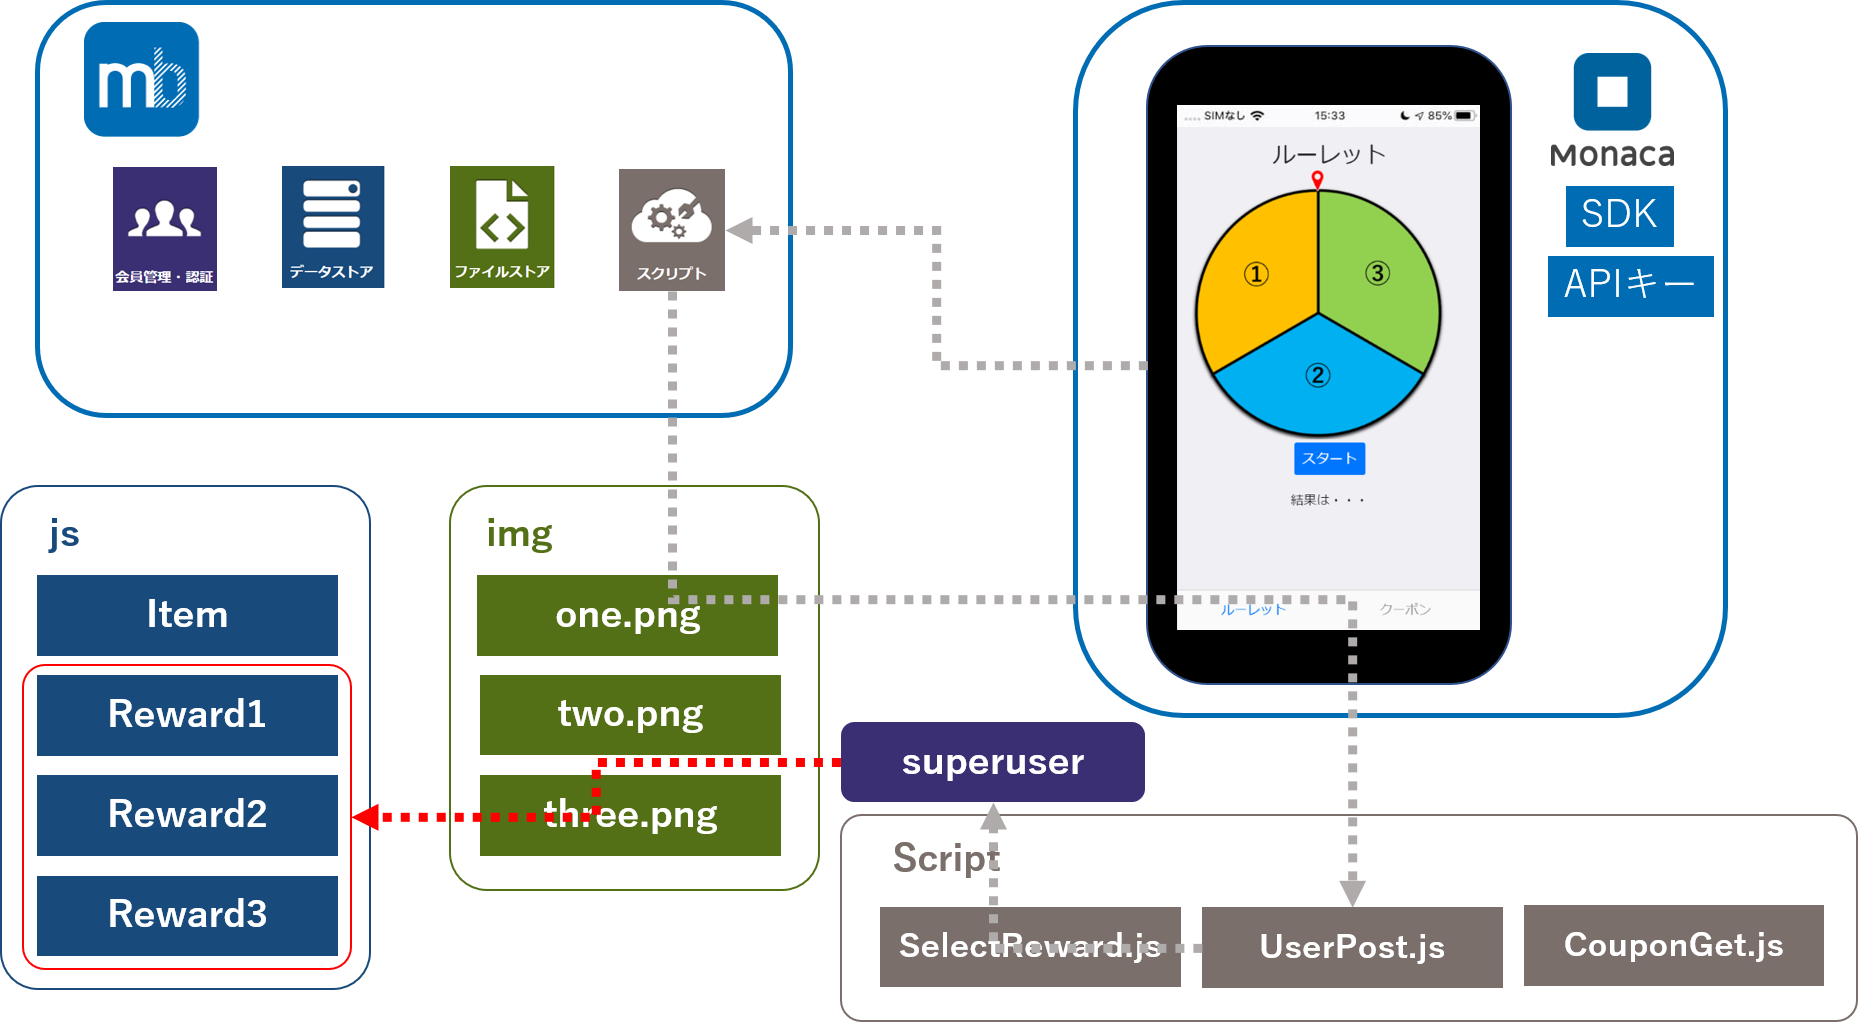 mb
会員管理・認証
データストア
ファイルストア
スクリプト
SIMなし
15:33
85%
ルーレット
①
③
②
スタート
結果は・・・
ルーレット
クーポン
Monaca
SDK
APIキー
js
Item
Reward1
Reward2
Reward3
img
one.png
two.png
three.png
superuser
Script
SelectReward.js
UserPost.js
CouponGet.js